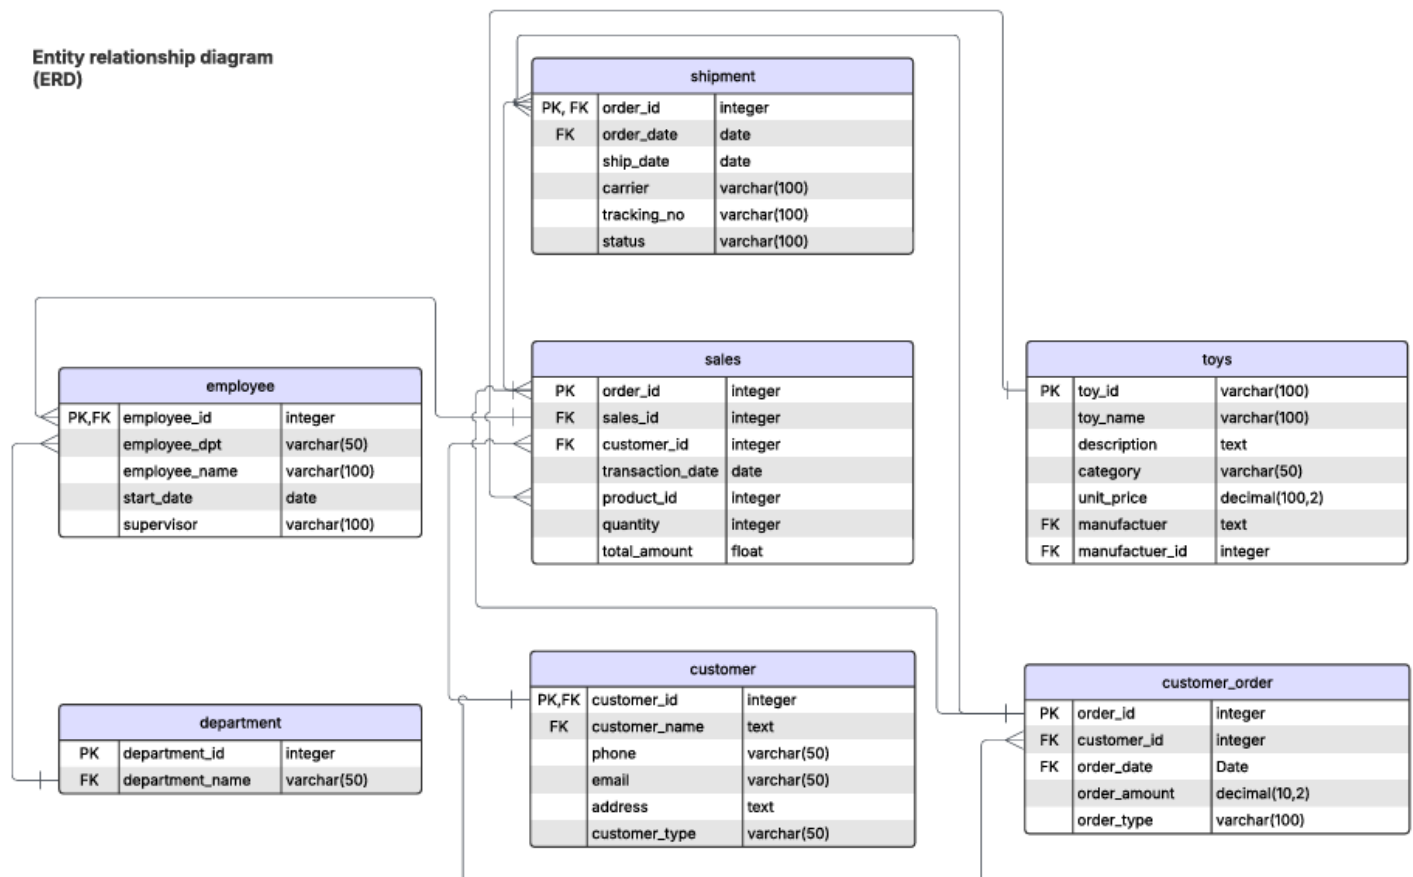 Entity relationship diagram
(ERD)
shipment
PK, FK order_id integer
FK order_date date
ship_date date
carrier varchar(100)
tracking_no varchar(100)
status varchar(100)
employee
PK,FK employee_id integer
employee_dpt varchar(50)
employee_name varchar(100)
start_date date
supervisor varchar(100)
sales
PK order_id integer
FK sales_id integer
FK customer_id integer
transaction_date date
product_id integer
quantity integer
total_amount float
toys
PK toy_id varchar(100)
toy_name varchar(100)
description text
category varchar(50)
unit_price decimal(100,2)
FK manufactuer text
FK manufactuer_id integer
department
PK department_id integer
FK department_name varchar(50)
customer
PK,FK customer_id integer
FK customer_name text
phone varchar(50)
email varchar(50)
address text
customer_type varchar(50)
customer_order
PK order_id integer
FK customer_id integer
FK order_date Date
order_amount decimal(10,2)
order_type varchar(100)